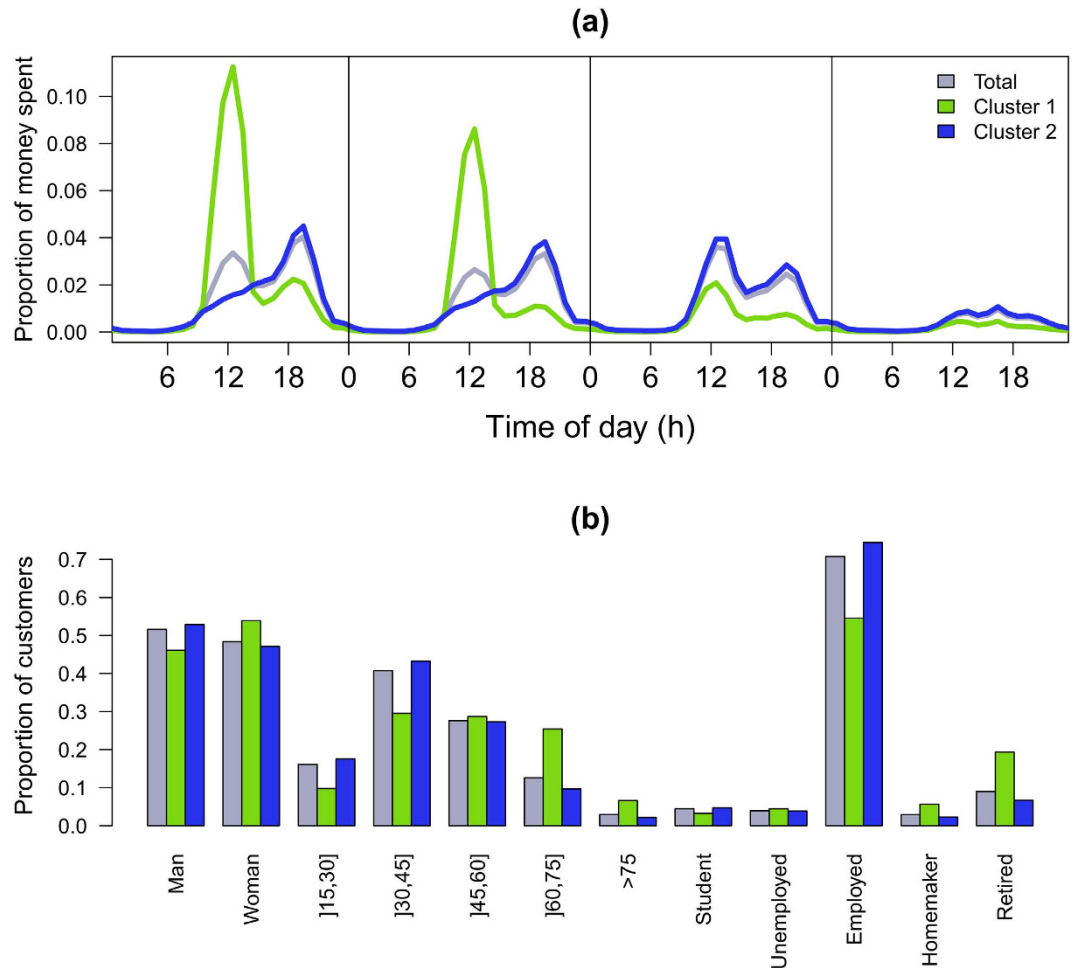 (a)
Proportion of money spent
0.10
0.08
0.06
0.04
0.02
0.00
Total
Cluster 1
Cluster 2
6 12 18 0 6 12 18 0 6 12 18 0 6 12 18
Time of day (h)
(b)
Proportion of customers
0.7
0.6
0.5
0.4
0.3
0.2
0.1
0.0
Man
Woman
]15,30]
]30,45]
]45,60]
]60,75]
>75
Student
Unemployed
Employed
Homemaker
Retired